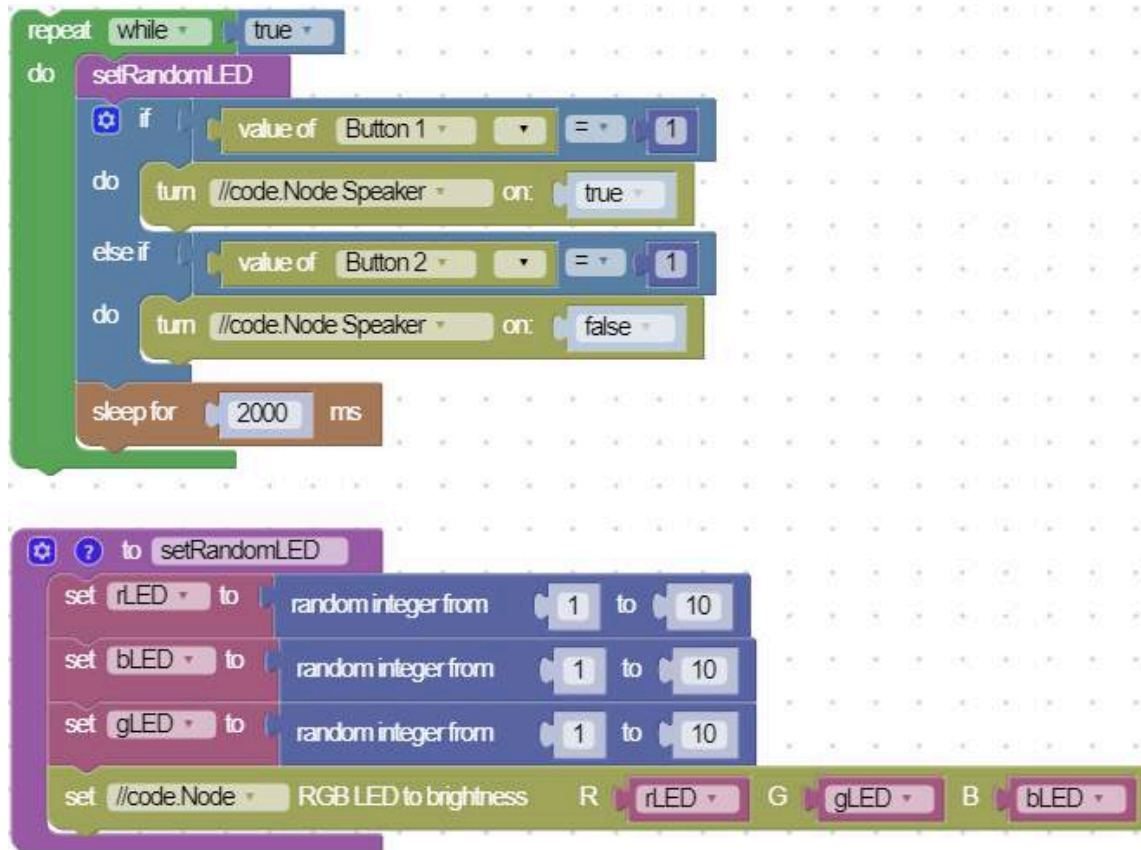 repeat while true
do setRandomLED
if value of Button 1 = 1
do turn //code.Node Speaker on: true
else if value of Button 2 = 1
do turn //code.Node Speaker on: false
sleep for 2000 ms
? to setRandomLED
set rLED to random integer from 1 to 10
set bLED to random integer from 1 to 10
set gLED to random integer from 1 to 10
set //code.Node RGB LED to brightness R rLED G gLED B bLED